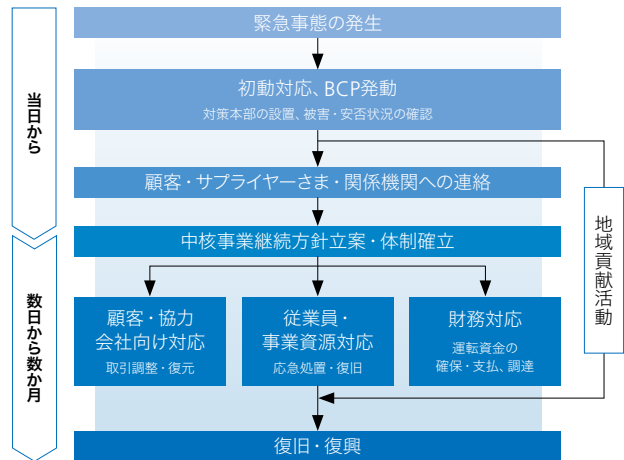 緊急事態の発生
当日から
初動対応、BCP発動
対策本部の設置、被害・安否状況の確認
顧客・サプライヤーさま・関係機関への連絡
地域貢献活動
中核事業継続方針立案・体制確立
数日から数か月
顧客・協力
会社向け対応
取引調整・復元
従業員・
事業資源対応
応急処置・復旧
財務対応
運転資金の
確保・支払、調達
復旧・復興